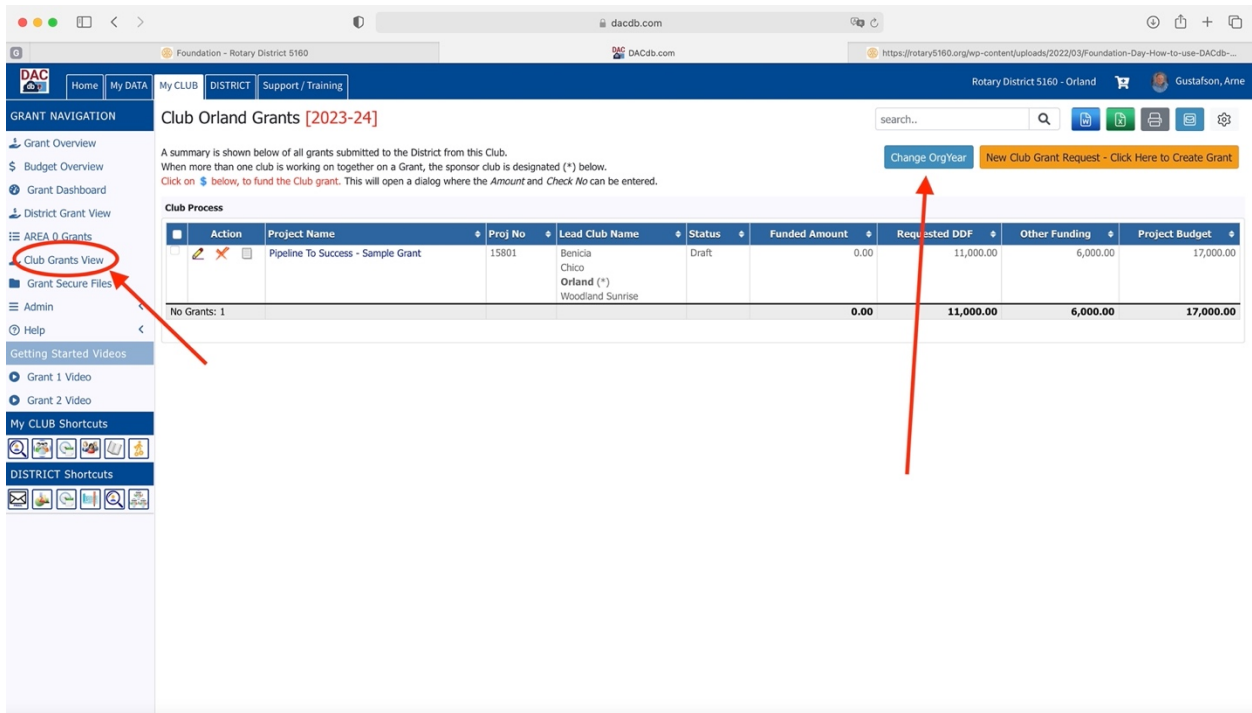 dacdb.com
G
Foundation - Rotary District 5160
DAC DACdb.com
https://rotary5160.org/wp-content/uploads/2022/03/Foundation-Day-How-to-use-DACdb-...
DAC
db
Home
My DATA
My CLUB
DISTRICT
Support / Training
Rotary District 5160 - Orland
Gustafson, Arne
GRANT NAVIGATION
Grant Overview
$ Budget Overview
Grant Dashboard
District Grant View
AREA 0 Grants
Club Grants View
Grant Secure Files
Admin
Help
Getting Started Videos
Grant 1 Video
Grant 2 Video
My CLUB Shortcuts
DISTRICT Shortcuts
Club Orland Grants [2023-24]
search..
A summary is shown below of all grants submitted to the District from this Club.
When more than one club is working on together on a Grant, the sponsor club is designated (*) below.
Click on $ below, to fund the Club grant. This will open a dialog where the Amount and Check No can be entered.
Change OrgYear
New Club Grant Request - Click Here to Create Grant
Club Process
Action Project Name Proj No Lead Club Name Status Funded Amount Requested DDF Other Funding Project Budget
Pipeline To Success - Sample Grant 15801 Benicia Draft 0.00 11,000.00 6,000.00 17,000.00
Chico
Orland (*)
Woodland Sunrise
No Grants: 1 0.00 11,000.00 6,000.00 17,000.00